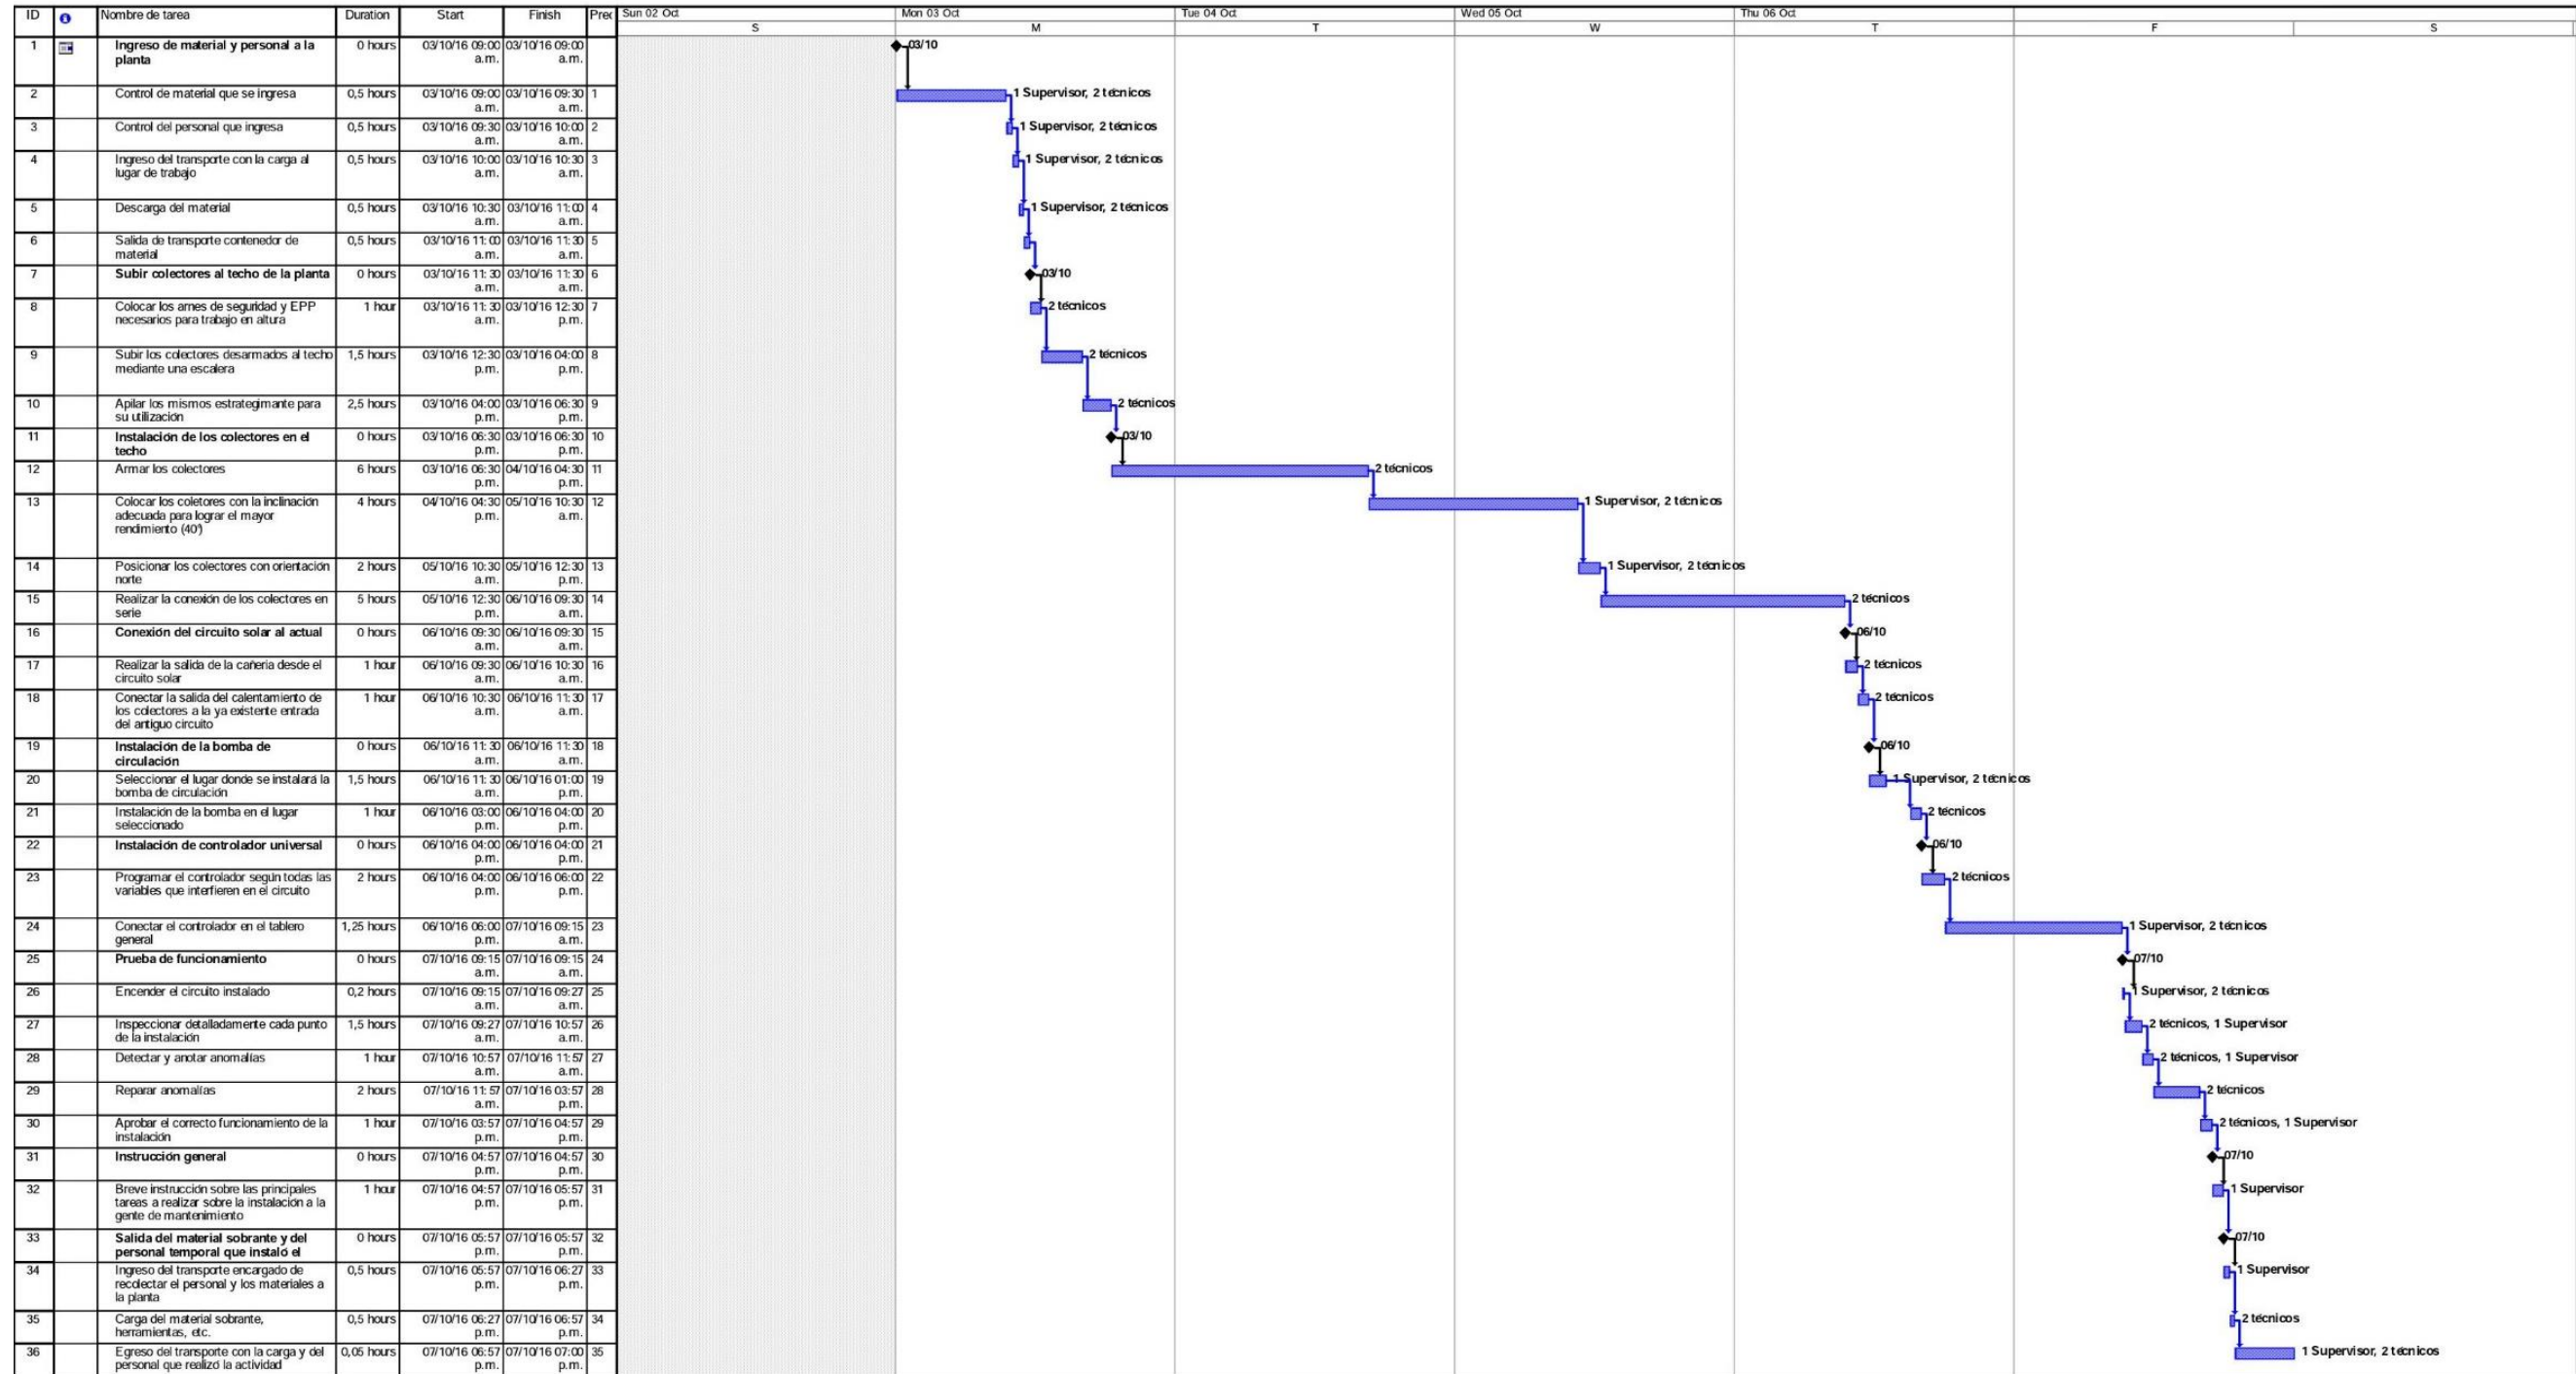 ID Nombre de tarea Duration Start Finish Prec Sun 02 Oct Mon 03 Oct Tue 04 Oct Wed 05 Oct Thu 06 Oct
S M T W T F S
1 Ingreso de material y personal a la 0 hours 03/10/16 09:00 03/10/16 09:00 03/10
planta a.m. a.m.
2 Control de material que se ingresa 0,5 hours 03/10/16 09:00 03/10/16 09:30 1 1 Supervisor, 2 técnicos
a.m. a.m.
3 Control del personal que ingresa 0,5 hours 03/10/16 09:30 03/10/16 10:00 2 1 Supervisor, 2 técnicos
a.m. a.m.
4 Ingreso del transporte con la carga al 0,5 hours 03/10/16 10:00 03/10/16 10:30 3 1 Supervisor, 2 técnicos
lugar de trabajo a.m. a.m.
5 Descarga del material 0,5 hours 03/10/16 10:30 03/10/16 11:00 4 1 Supervisor, 2 técnicos
a.m. a.m.
6 Salida de transporte contenedor de 0,5 hours 03/10/16 11:00 03/10/16 11:30 5
material a.m. a.m.
7 Subir colectores al techo de la planta 0 hours 03/10/16 11:30 03/10/16 11:30 6 03/10
a.m. a.m.
8 Colocar los arnes de seguridad y EPP 1 hour 03/10/16 11:30 03/10/16 12:30 7 2 técnicos
necesarios para trabajo en altura a.m. p.m.
9 Subir los colectores desarmados al techo 1,5 hours 03/10/16 12:30 03/10/16 04:00 8 2 técnicos
mediante una escalera p.m. p.m.
10 Apilar los mismos estrategimante para 2,5 hours 03/10/16 04:00 03/10/16 06:30 9 2 técnicos
su utilización p.m. p.m.
11 Instalación de los colectores en el 0 hours 03/10/16 06:30 03/10/16 06:30 10 03/10
techo p.m. p.m.
12 Armar los colectores 6 hours 03/10/16 06:30 04/10/16 04:30 11 2 técnicos
p.m. p.m.
13 Colocar los coletores con la inclinación 4 hours 04/10/16 04:30 05/10/16 10:30 12 1 Supervisor, 2 técnicos
adecuada para lograr el mayor p.m. a.m.
rendimiento (40°)
14 Posicionar los colectores con orientación 2 hours 05/10/16 10:30 05/10/16 12:30 13 1 Supervisor, 2 técnicos
norte a.m. p.m.
15 Realizar la conexión de los colectores en 5 hours 05/10/16 12:30 06/10/16 09:30 14 2 técnicos
serie p.m. a.m.
16 Conexión del circuito solar al actual 0 hours 06/10/16 09:30 06/10/16 09:30 15 06/10
a.m. a.m.
17 Realizar la salida de la cañeria desde el 1 hour 06/10/16 09:30 06/10/16 10:30 16 2 técnicos
circuito solar a.m. a.m.
18 Conectar la salida del calentamiento de 1 hour 06/10/16 10:30 06/10/16 11:30 17 2 técnicos
los colectores a la ya existente entrada a.m. a.m.
del antiguo circuito
19 Instalación de la bomba de 0 hours 06/10/16 11:30 06/10/16 11:30 18 06/10
circulación a.m. a.m.
20 Seleccionar el lugar donde se instalará la 1,5 hours 06/10/16 11:30 06/10/16 01:00 19 1 Supervisor, 2 técnicos
bomba de circulación a.m. p.m.
21 Instalación de la bomba en el lugar 1 hour 06/10/16 03:00 06/10/16 04:00 20 2 técnicos
seleccionado p.m. p.m.
22 Instalación de controlador universal 0 hours 06/10/16 04:00 06/10/16 04:00 21 06/10
p.m. p.m.
23 Programar el controlador según todas las 2 hours 06/10/16 04:00 06/10/16 06:00 22 2 técnicos
variables que interfieren en el circuito p.m. p.m.
24 Conectar el controlador en el tablero 1,25 hours 06/10/16 06:00 07/10/16 09:15 23 1 Supervisor, 2 técnicos
general p.m. a.m.
25 Prueba de funcionamiento 0 hours 07/10/16 09:15 07/10/16 09:15 24 07/10
a.m. a.m.
26 Encender el circuito instalado 0,2 hours 07/10/16 09:15 07/10/16 09:27 25 1 Supervisor, 2 técnicos
a.m. a.m.
27 Inspeccionar detalladamente cada punto 1,5 hours 07/10/16 09:27 07/10/16 10:57 26 2 técnicos, 1 Supervisor
de la instalación a.m. a.m.
28 Detectar y anotar anomalías 1 hour 07/10/16 10:57 07/10/16 11:57 27 2 técnicos, 1 Supervisor
a.m. a.m.
29 Reparar anomalías 2 hours 07/10/16 11:57 07/10/16 03:57 28 2 técnicos
a.m. p.m.
30 Aprobar el correcto funcionamiento de la 1 hour 07/10/16 03:57 07/10/16 04:57 29 2 técnicos, 1 Supervisor
instalación p.m. p.m.
31 Instrucción general 0 hours 07/10/16 04:57 07/10/16 04:57 30 07/10
p.m. p.m.
32 Breve instrucción sobre las principales 1 hour 07/10/16 04:57 07/10/16 05:57 31 1 Supervisor
tareas a realizar sobre la instalación a la p.m. p.m.
gente de mantenimiento
33 Salida del material sobrante y del 0 hours 07/10/16 05:57 07/10/16 05:57 32 07/10
personal temporal que instaló el p.m. p.m.
34 Ingreso del transporte encargado de 0,5 hours 07/10/16 05:57 07/10/16 06:27 33 1 Supervisor
recolectar el personal y los materiales a p.m. p.m.
la planta
35 Carga del material sobrante, 0,5 hours 07/10/16 06:27 07/10/16 06:57 34 2 técnicos
herramientas, etc. p.m. p.m.
36 Egreso del transporte con la carga y del 0,05 hours 07/10/16 06:57 07/10/16 07:00 35 1 Supervisor, 2 técnicos
personal que realizó la actividad p.m. p.m.